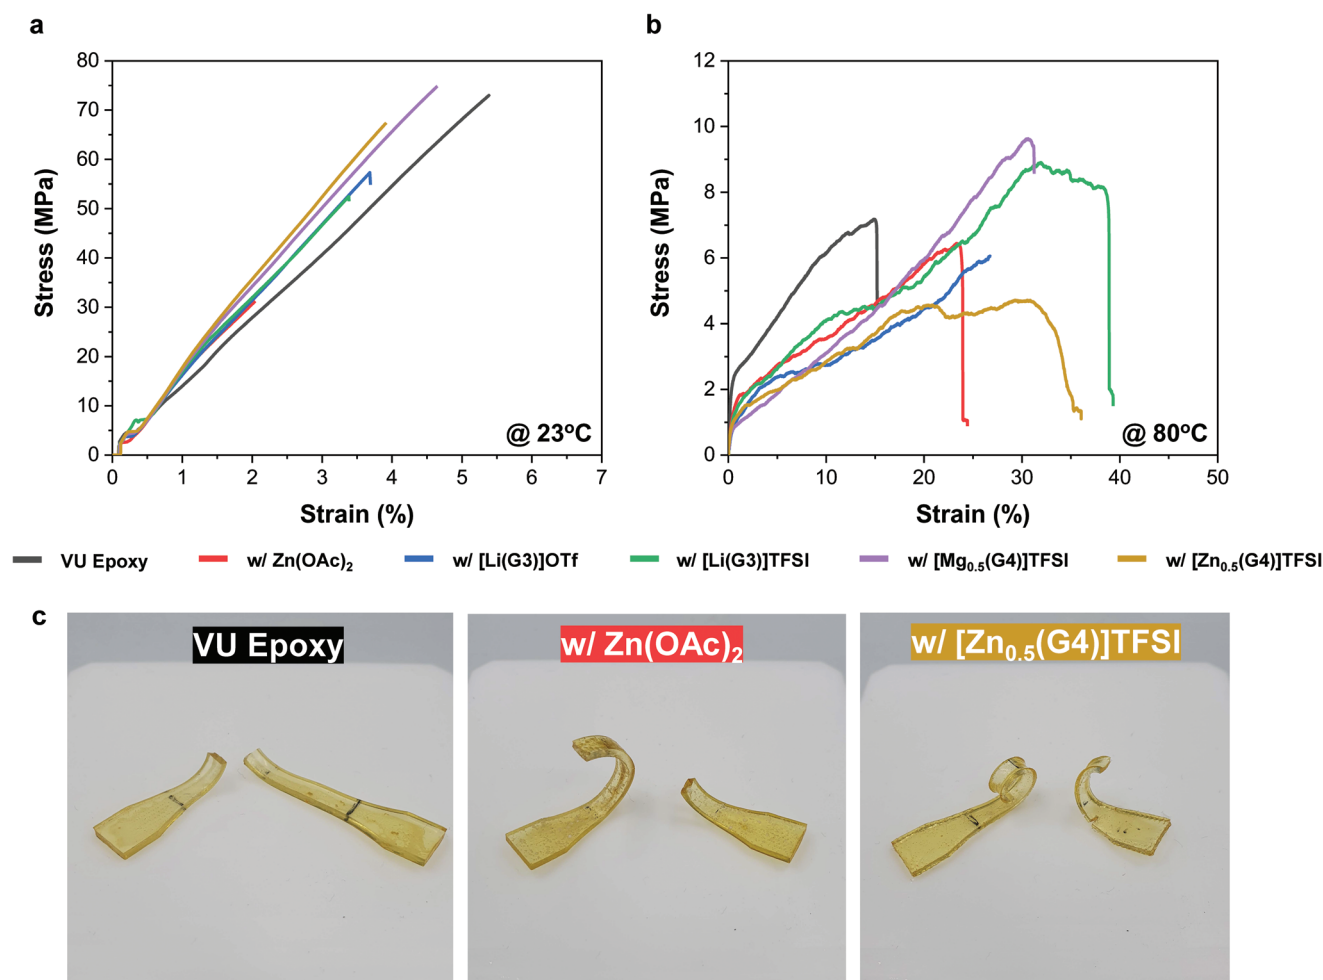 a
80
70
60
50
40
30
20
10
0
Stress (MPa)
0 1 2 3 4 5 6 7
Strain (%)
@ 23°C
b
12
10
8
6
4
2
0
Stress (MPa)
0 10 20 30 40 50
Strain (%)
@ 80°C
VU Epoxy w/ Zn(OAc)₂ w/ [Li(G3)]OTf w/ [Li(G3)]TFSI w/ [Mg₀.₅(G4)]TFSI w/ [Zn₀.₅(G4)]TFSI
c
VU Epoxy
w/ Zn(OAc)₂
w/ [Zn₀.₅(G4)]TFSI